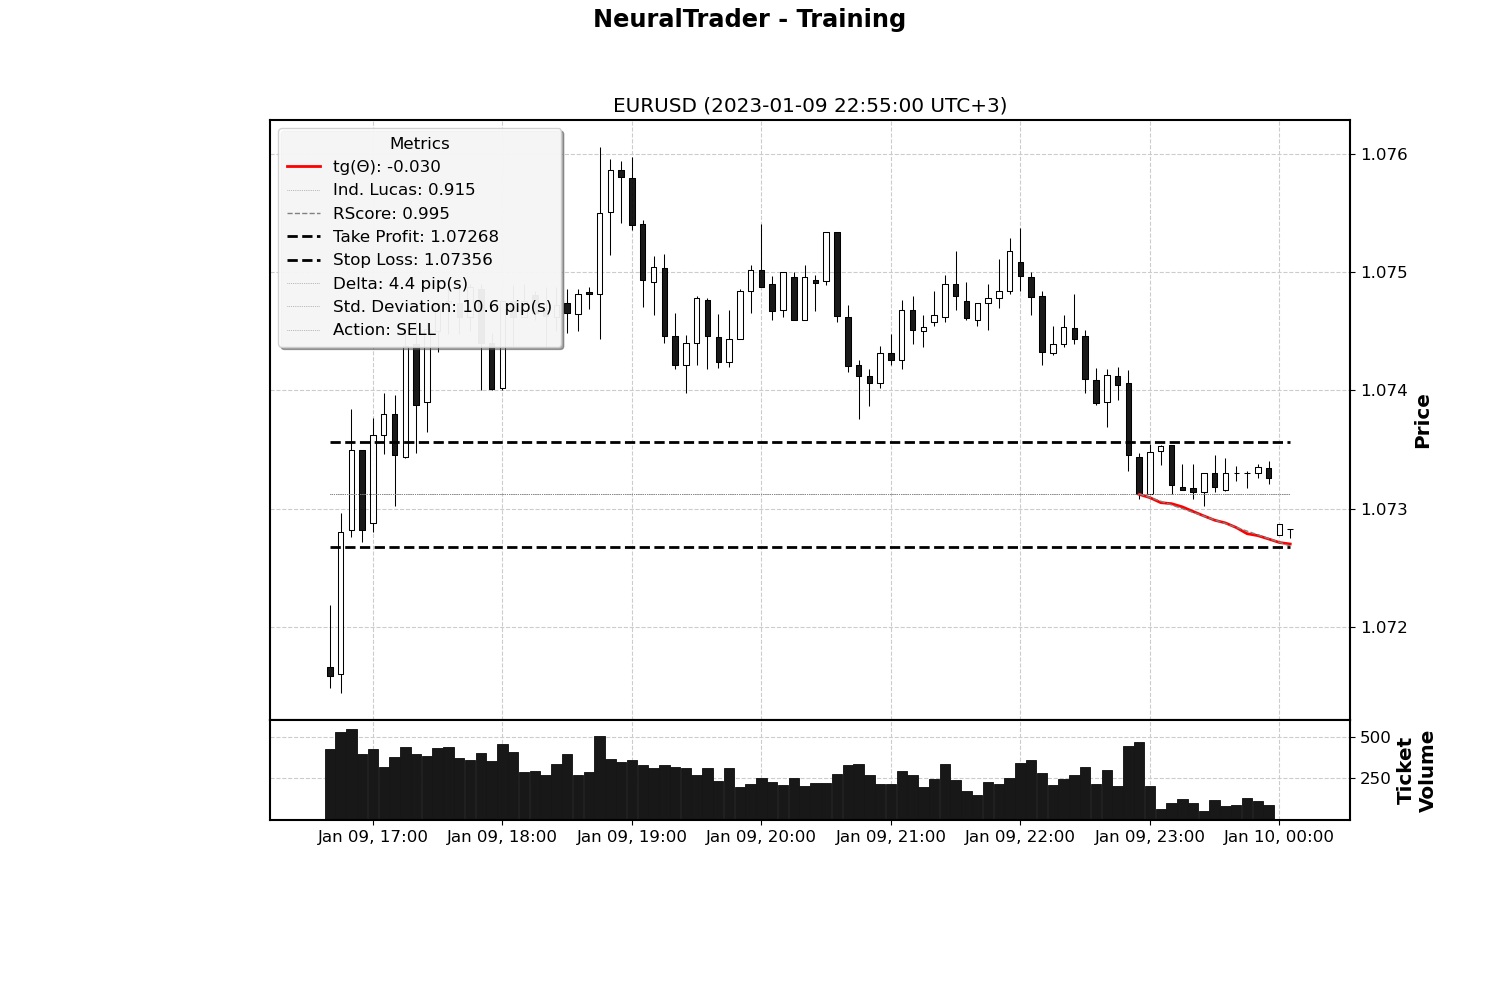 NeuralTrader - Training
EURUSD (2023-01-09 22:55:00 UTC+3)
Metrics
tg(Θ): -0.030
Ind. Lucas: 0.915
RScore: 0.995
Take Profit: 1.07268
Stop Loss: 1.07356
Delta: 4.4 pip(s)
Std. Deviation: 10.6 pip(s)
Action: SELL
1.076
1.075
1.074
1.073
1.072
Price
500
250
Ticket
Volume
Jan 09, 17:00 Jan 09, 18:00 Jan 09, 19:00 Jan 09, 20:00 Jan 09, 21:00 Jan 09, 22:00 Jan 09, 23:00 Jan 10, 00:00